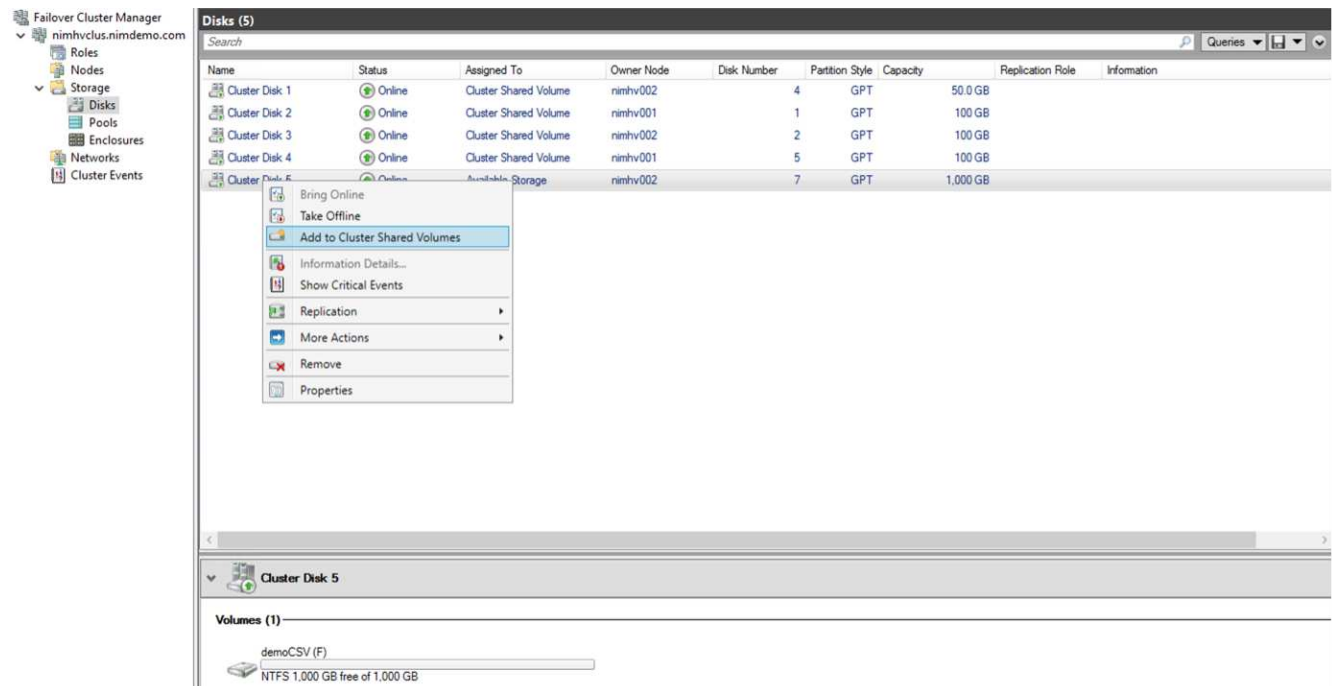 Failover Cluster Manager
nimhvclus.nimdemo.com
Roles
Nodes
Storage
Disks
Pools
Enclosures
Networks
Cluster Events
Disks (5)
Search
Queries
Name Status Assigned To Owner Node Disk Number Partition Style Capacity Replication Role Information
Cluster Disk 1 Online Cluster Shared Volume nimhv002 4 GPT 50.0 GB
Cluster Disk 2 Online Cluster Shared Volume nimhv001 1 GPT 100 GB
Cluster Disk 3 Online Cluster Shared Volume nimhv002 2 GPT 100 GB
Cluster Disk 4 Online Cluster Shared Volume nimhv001 5 GPT 100 GB
Cluster Disk 5 Online Available Storage nimhv002 7 GPT 1,000 GB
Bring Online
Take Offline
Add to Cluster Shared Volumes
Information Details...
Show Critical Events
Replication
More Actions
Remove
Properties
Cluster Disk 5
Volumes (1)
demoCSV (F)
NTFS 1,000 GB free of 1,000 GB